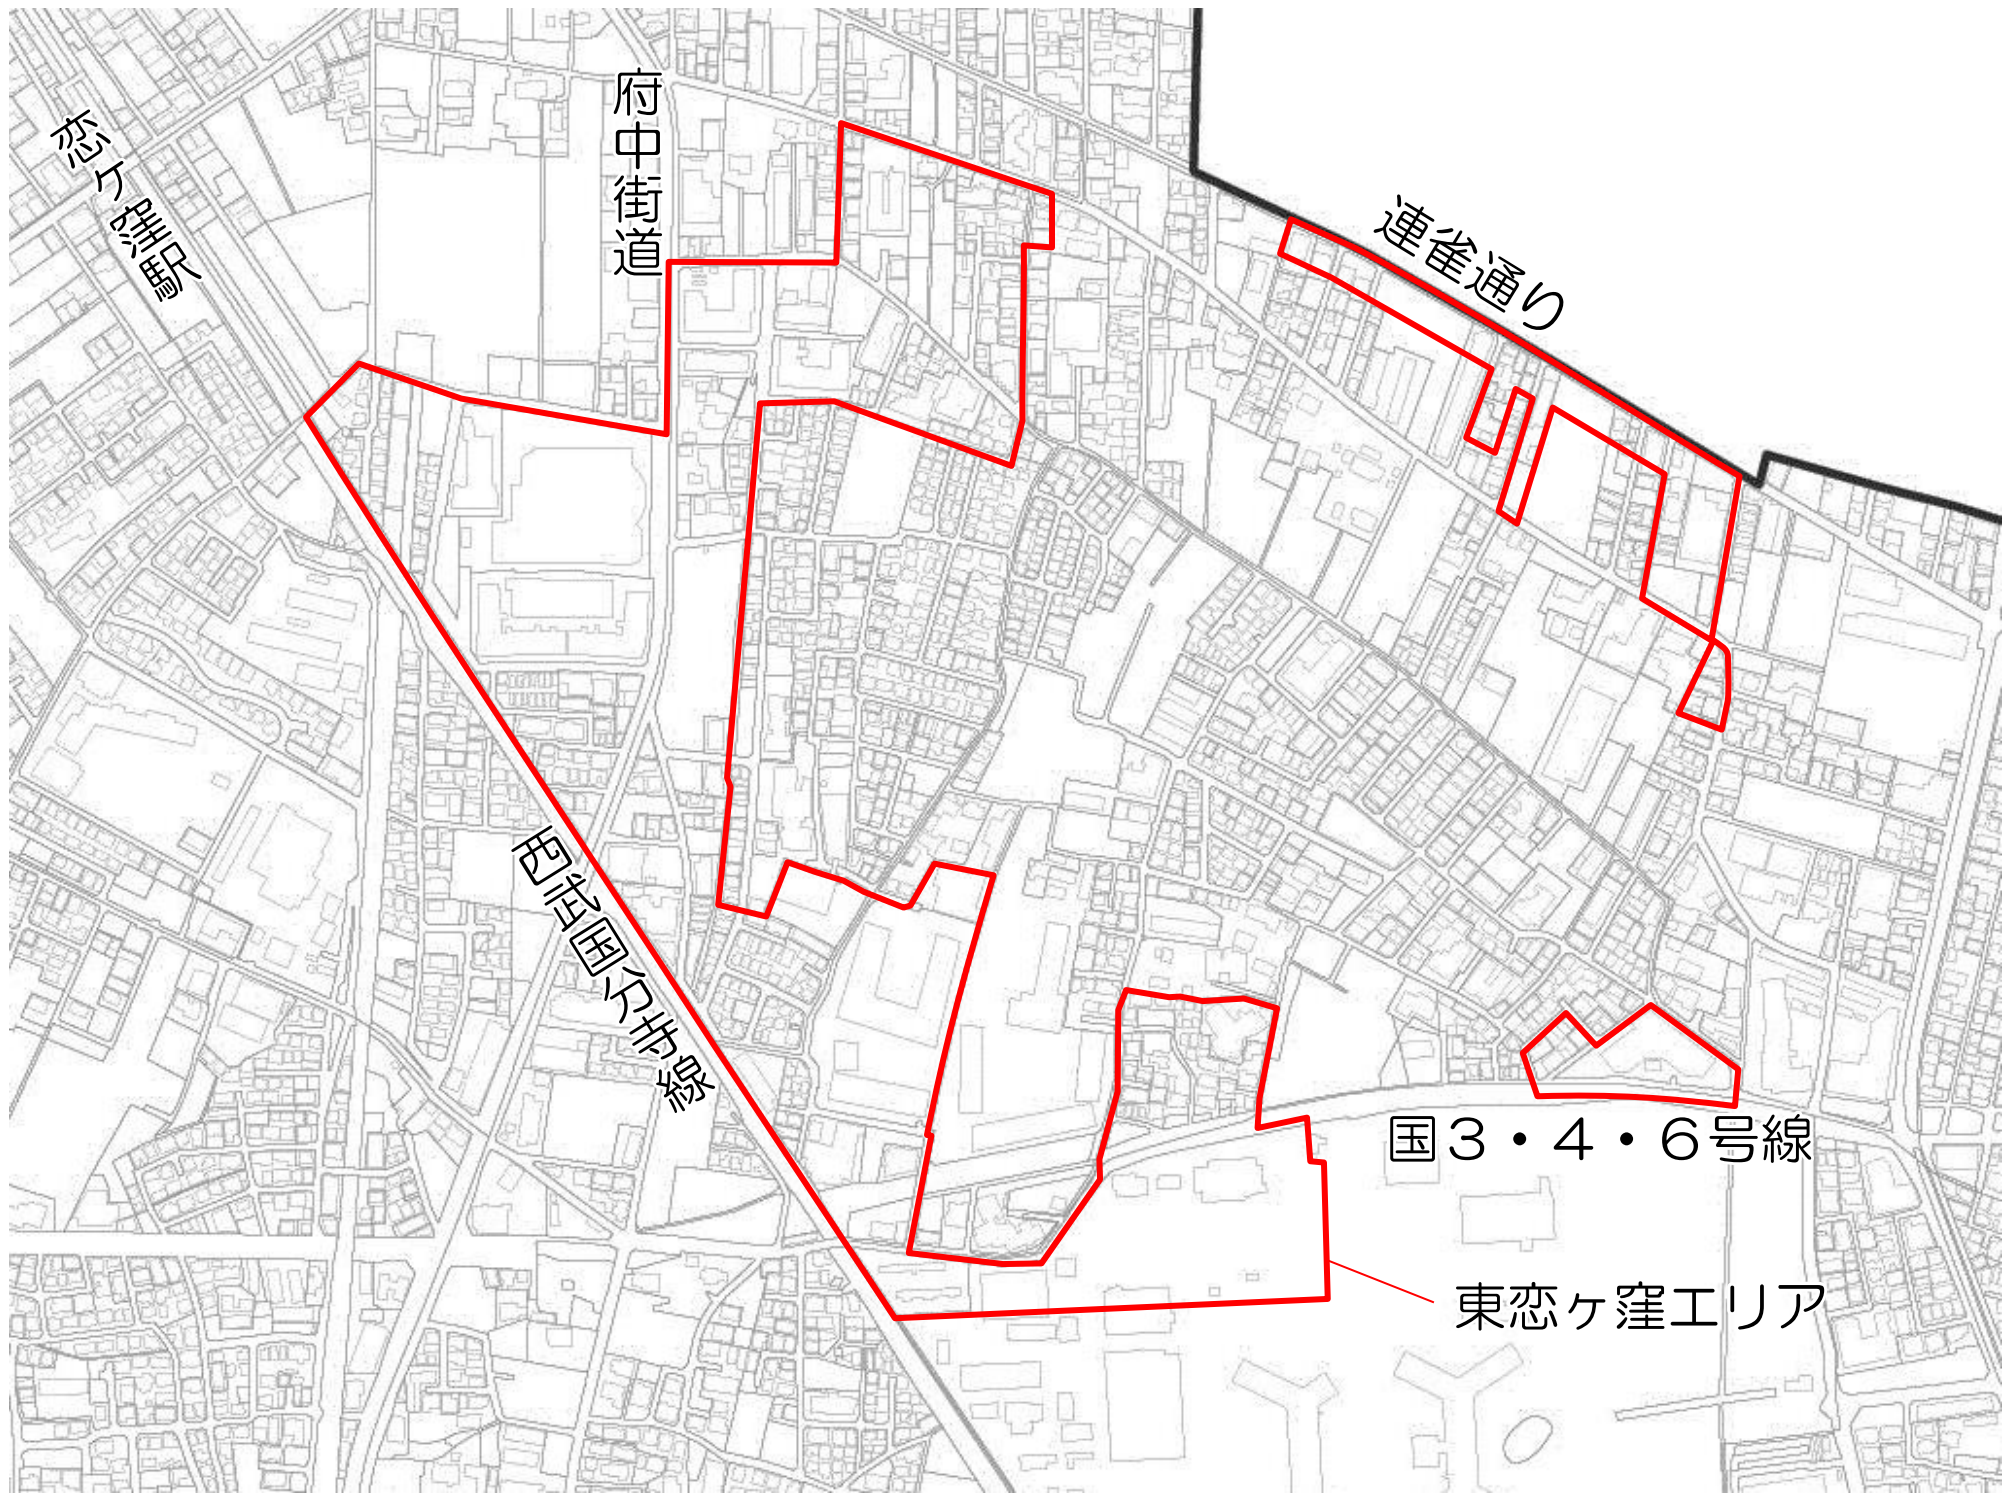 恋ヶ窪駅
府中街道
連雀通り
西武国分寺線
国３・４・６号線
東恋ヶ窪エリア